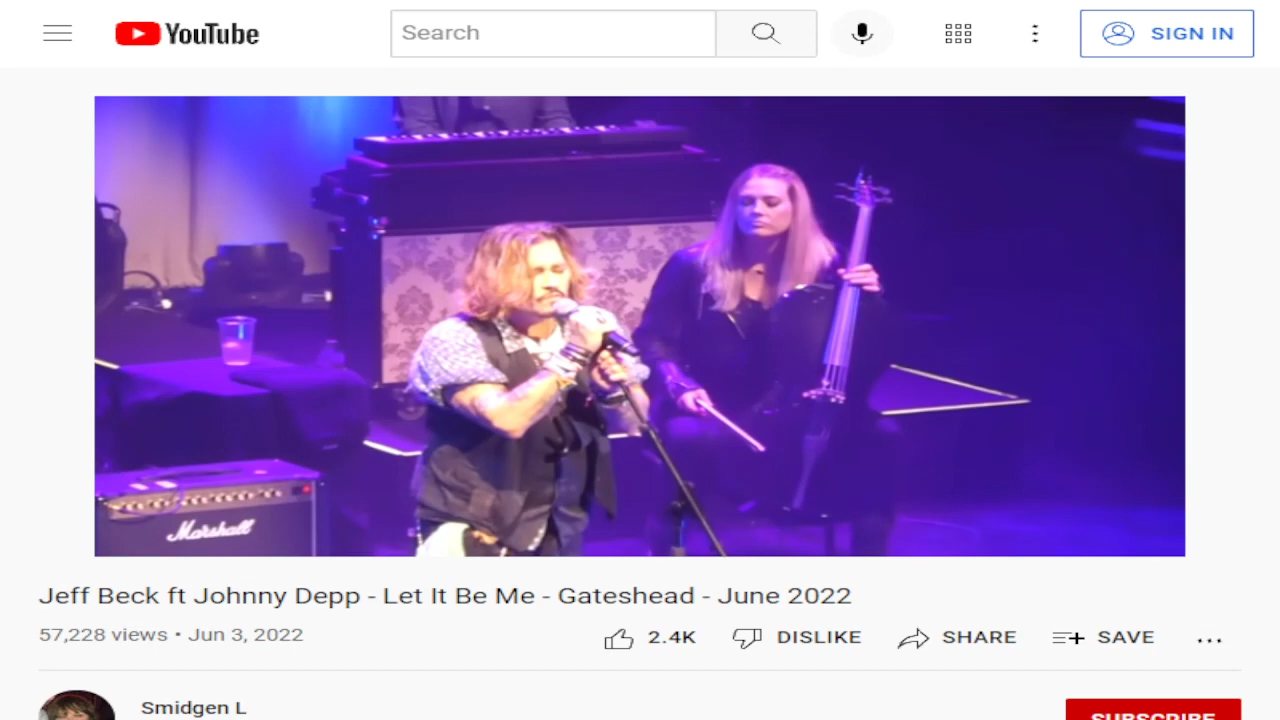 YouTube
Search
SIGN IN
Marshall
Jeff Beck ft Johnny Depp - Let It Be Me - Gateshead - June 2022
57,228 views • Jun 3, 2022
2.4K
DISLIKE
SHARE
SAVE
Smidgen L
SUBSCRIBE